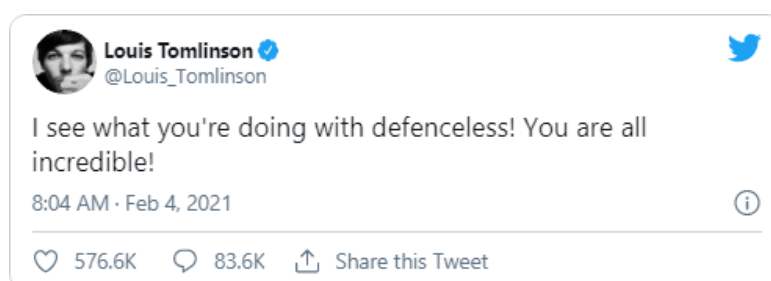 Louis Tomlinson
@Louis_Tomlinson
I see what you're doing with defenceless! You are all
incredible!
8:04 AM · Feb 4, 2021
576.6K 83.6K Share this Tweet